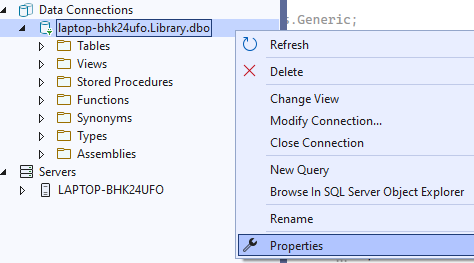 Data Connections
laptop-bhk24ufo.Library.dbo
Tables
Views
Stored Procedures
Functions
Synonyms
Types
Assemblies
Servers
LAPTOP-BHK24UFO
s.Generic;
Refresh
Delete
Change View
Modify Connection...
Close Connection
New Query
Browse In SQL Server Object Explorer
Rename
Properties